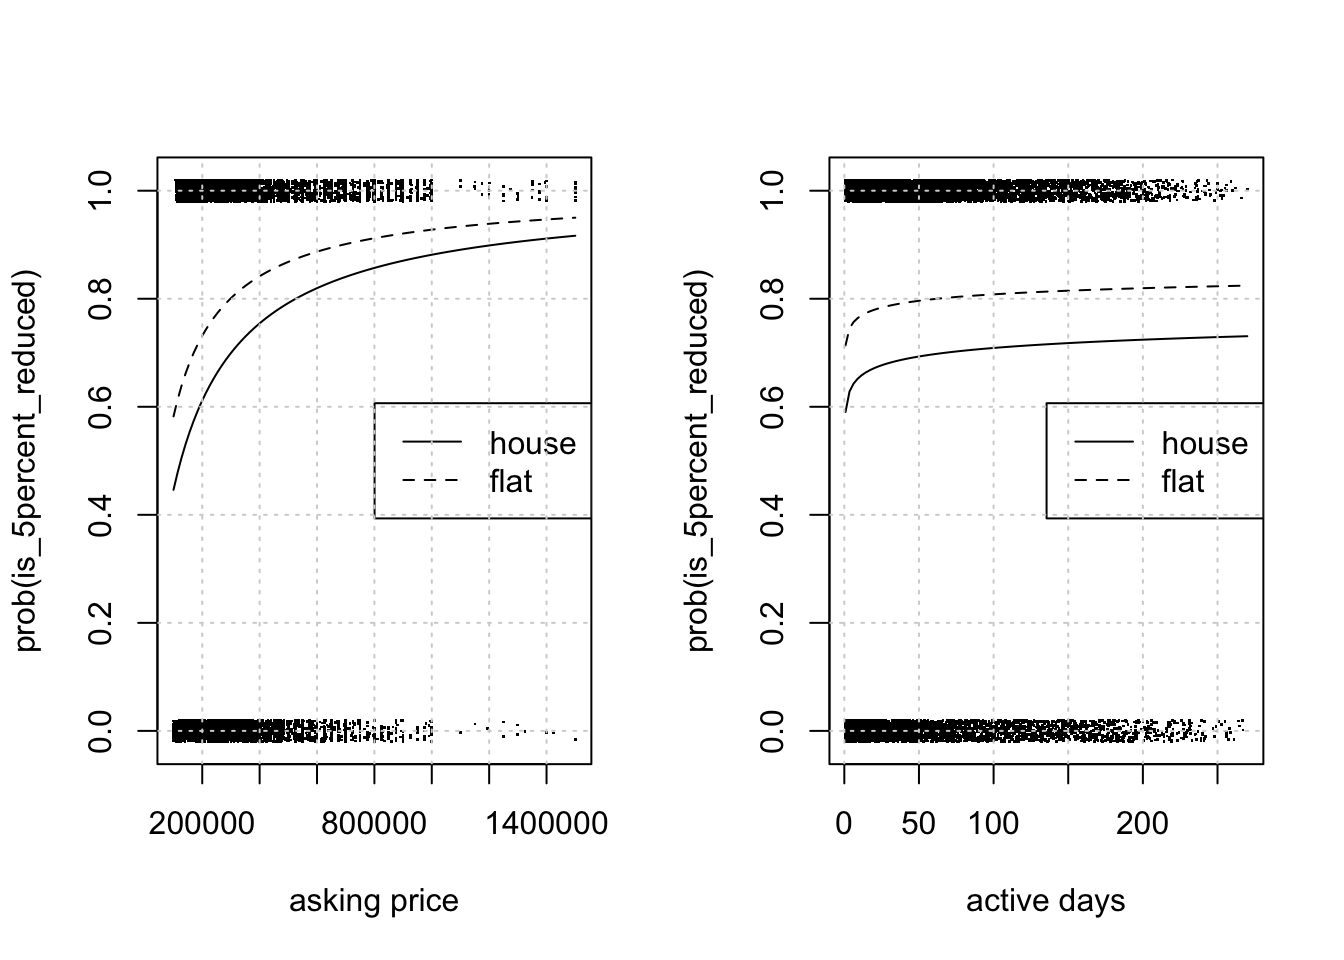 prob(is_5percent_reduced)
1.0
0.8
0.6
0.4
0.2
0.0
house
flat
200000 800000 1400000
asking price
prob(is_5percent_reduced)
1.0
0.8
0.6
0.4
0.2
0.0
house
flat
0 50 100 200
active days